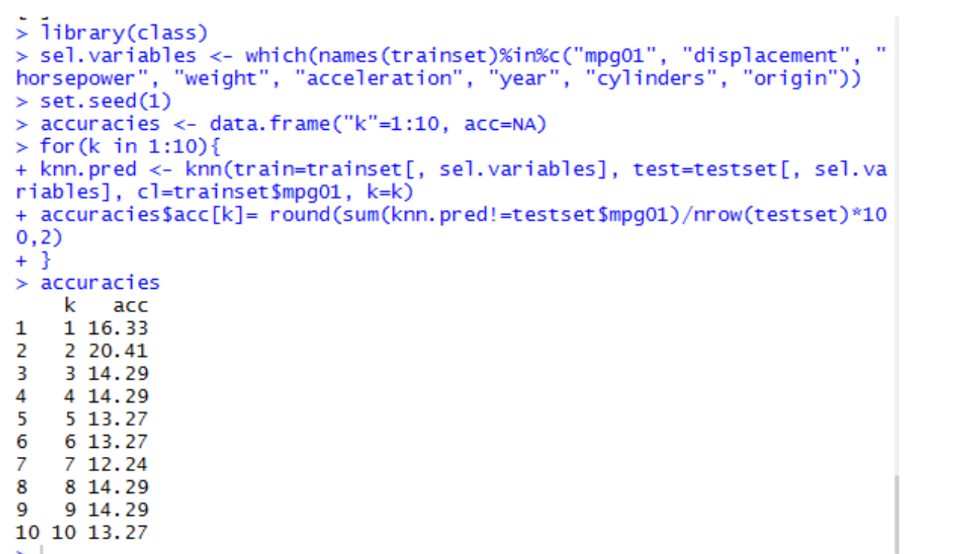 > library(class)
> sel.variables <- which(names(trainset)%in%c("mpg01", "displacement", "
horsepower", "weight", "acceleration", "year", "cylinders", "origin"))
> set.seed(1)
> accuracies <- data.frame("k"=1:10, acc=NA)
> for(k in 1:10){
+ knn.pred <- knn(train=trainset[, sel.variables], test=testset[, sel.va
riables], cl=trainset$mpg01, k=k)
+ accuracies$acc[k]= round(sum(knn.pred!=testset$mpg01)/nrow(testset)*10
0,2)
+ }
> accuracies
    k   acc
1   1 16.33
2   2 20.41
3   3 14.29
4   4 14.29
5   5 13.27
6   6 13.27
7   7 12.24
8   8 14.29
9   9 14.29
10 10 13.27